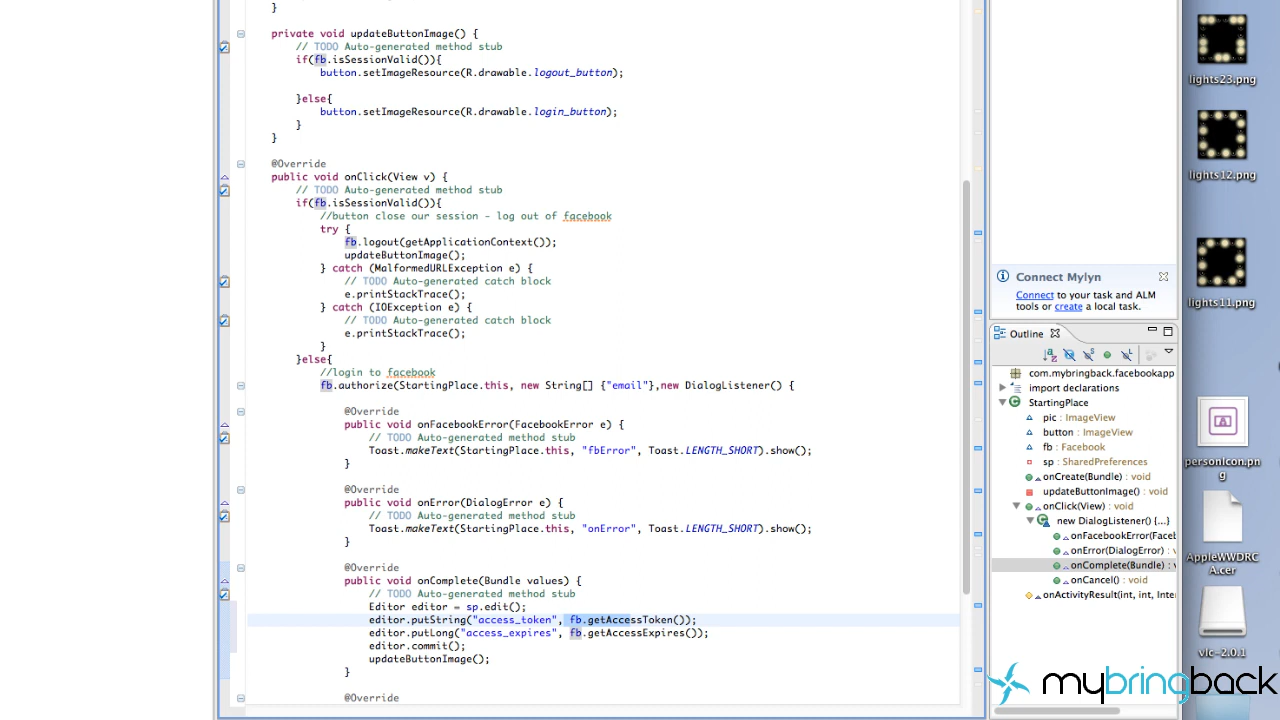 }
private void updateButtonImage() {
// TODO Auto-generated method stub
if(fb.isSessionValid()){
button.setImageResource(R.drawable.logout_button);
}else{
button.setImageResource(R.drawable.login_button);
}
}
@Override
public void onClick(View v) {
// TODO Auto-generated method stub
if(fb.isSessionValid()){
//button close our session - log out of facebook
try {
fb.logout(getApplicationContext());
updateButtonImage();
} catch (MalformedURLException e) {
// TODO Auto-generated catch block
e.printStackTrace();
} catch (IOException e) {
// TODO Auto-generated catch block
e.printStackTrace();
}
}else{
//login to facebook
fb.authorize(StartingPlace.this, new String[] {"email"},new DialogListener() {
@Override
public void onFacebookError(FacebookError e) {
// TODO Auto-generated method stub
Toast.makeText(StartingPlace.this, "fbError", Toast.LENGTH_SHORT).show();
}
@Override
public void onError(DialogError e) {
// TODO Auto-generated method stub
Toast.makeText(StartingPlace.this, "onError", Toast.LENGTH_SHORT).show();
}
@Override
public void onComplete(Bundle values) {
// TODO Auto-generated method stub
Editor editor = sp.edit();
editor.putString("access_token", fb.getAccessToken());
editor.putLong("access_expires", fb.getAccessExpires());
editor.commit();
updateButtonImage();
}
@Override
Connect Mylyn
Connect to your task and ALM
tools or create a local task.
Outline
com.mybringback.facebookapp
import declarations
StartingPlace
pic : ImageView
button : ImageView
fb : Facebook
sp : SharedPreferences
onCreate(Bundle) : void
updateButtonImage() : void
onClick(View) : void
new DialogListener() {...}
onFacebookError(Faceb
onError(DialogError) : v
onComplete(Bundle) : v
onCancel() : void
onActivityResult(int, int, Inten
lights23.png
lights12.png
lights11.png
personIcon.pn
g
AppleWWDRC
A.cer
vlc-2.0.1
mybringback